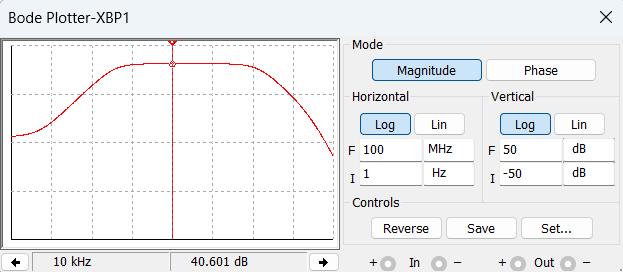 Bode Plotter-XBP1
Mode
Magnitude Phase
Horizontal Vertical
Log Lin Log Lin
F 100 MHz F 50 dB
I 1 Hz I -50 dB
Controls
Reverse Save Set...
10 kHz 40.601 dB + In − + Out −